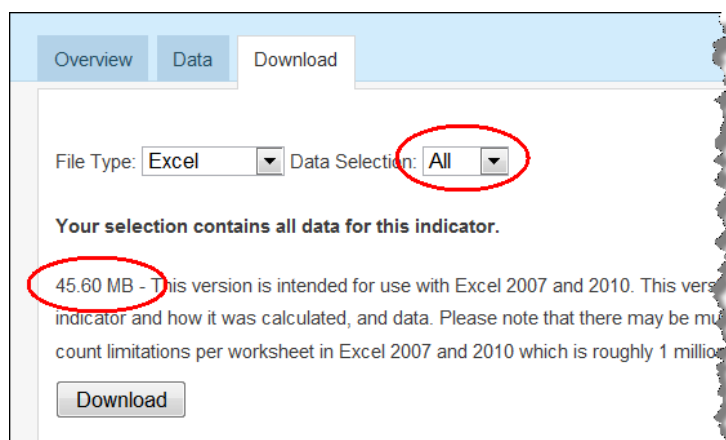 Overview Data Download
File Type: Excel Data Selection: All
Your selection contains all data for this indicator.
45.60 MB - This version is intended for use with Excel 2007 and 2010. This
indicator and how it was calculated, and data. Please note that there may be
count limitations per worksheet in Excel 2007 and 2010 which is roughly 1
Download